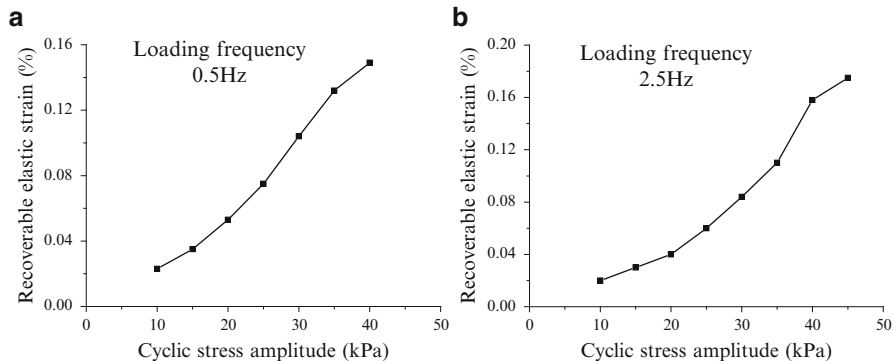 a
Loading frequency
0.5Hz
Recoverable elastic strain (%)
0.16
0.12
0.08
0.04
0.00
0
10
20
30
40
50
Cyclic stress amplitude (kPa)
b
Loading frequency
2.5Hz
Recoverable elastic strain (%)
0.20
0.16
0.12
0.08
0.04
0.00
0
10
20
30
40
50
Cyclic stress amplitude (kPa)